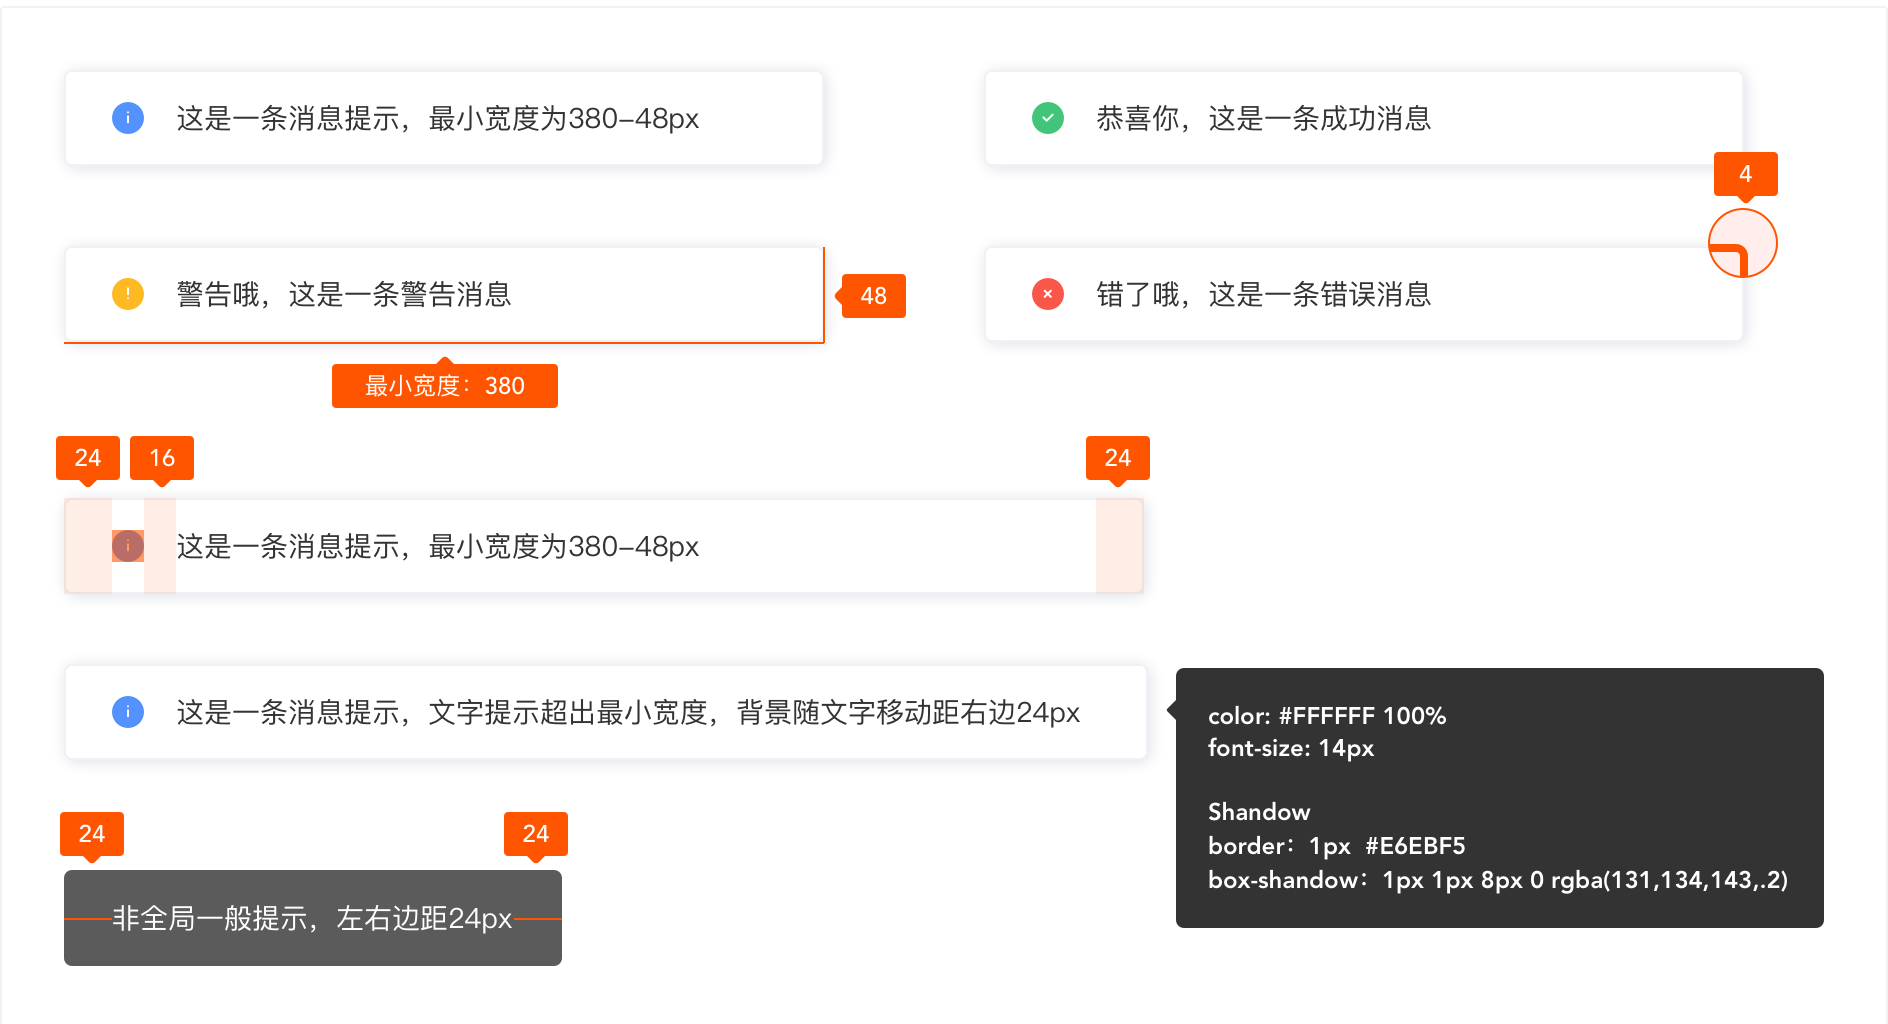 这是一条消息提示，最小宽度为380-48px
恭喜你，这是一条成功消息
4
警告哦，这是一条警告消息
48
错了哦，这是一条错误消息
最小宽度：380
24
16
24
这是一条消息提示，最小宽度为380-48px
这是一条消息提示，文字提示超出最小宽度，背景随文字移动距右边24px
color: #FFFFFF 100%
font-size: 14px
Shandow
border：1px #E6EBF5
box-shandow：1px 1px 8px 0 rgba(131,134,143,.2)
24
24
非全局一般提示，左右边距24px